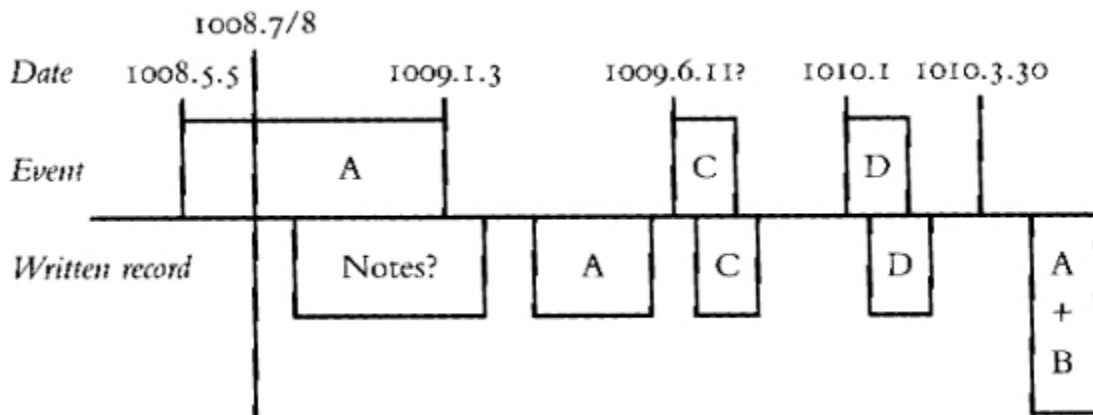 1008.7/8
Date 1008.5.5 1009.1.3 1009.6.11? 1010.1 1010.3.30
Event A C D
Written record Notes? A C D A
+
B